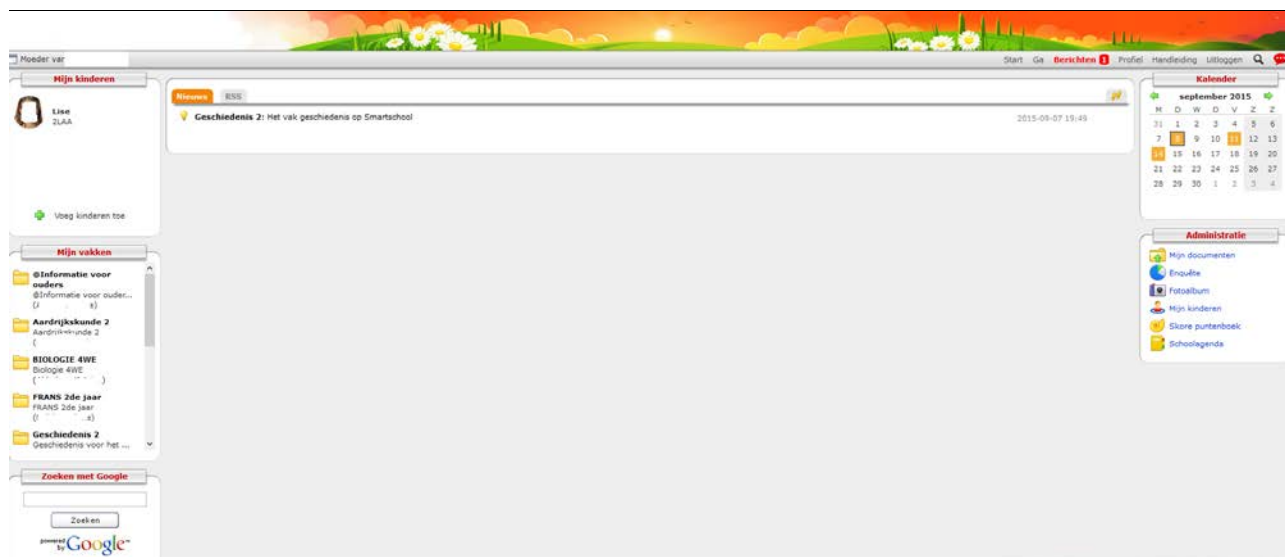 Moeder van
Start Ga Berichten 1 Profiel Handleiding Uitloggen
Mijn kinderen
Lise
2LAA
Voeg kinderen toe
Mijn vakken
@Informatie voor
ouders
@Informatie voor ouder...
Aardrijkskunde 2
Aardrijkskunde 2
BIOLOGIE 4WE
Biologie 4WE
FRANS 2de jaar
FRANS 2de jaar
Geschiedenis 2
Geschiedenis voor het ...
Zoeken met Google
Zoeken
powered
by Google™
Nieuws RSS
Geschiedenis 2: Het vak geschiedenis op Smartschool 2015-09-07 19:49
Kalender
september 2015
M D W D V Z Z
31 1 2 3 4 5 6
7 8 9 10 11 12 13
14 15 16 17 18 19 20
21 22 23 24 25 26 27
28 29 30 1 2 3 4
Administratie
Mijn documenten
Enquête
Fotoalbum
Mijn kinderen
Skore puntenboek
Schoolagenda